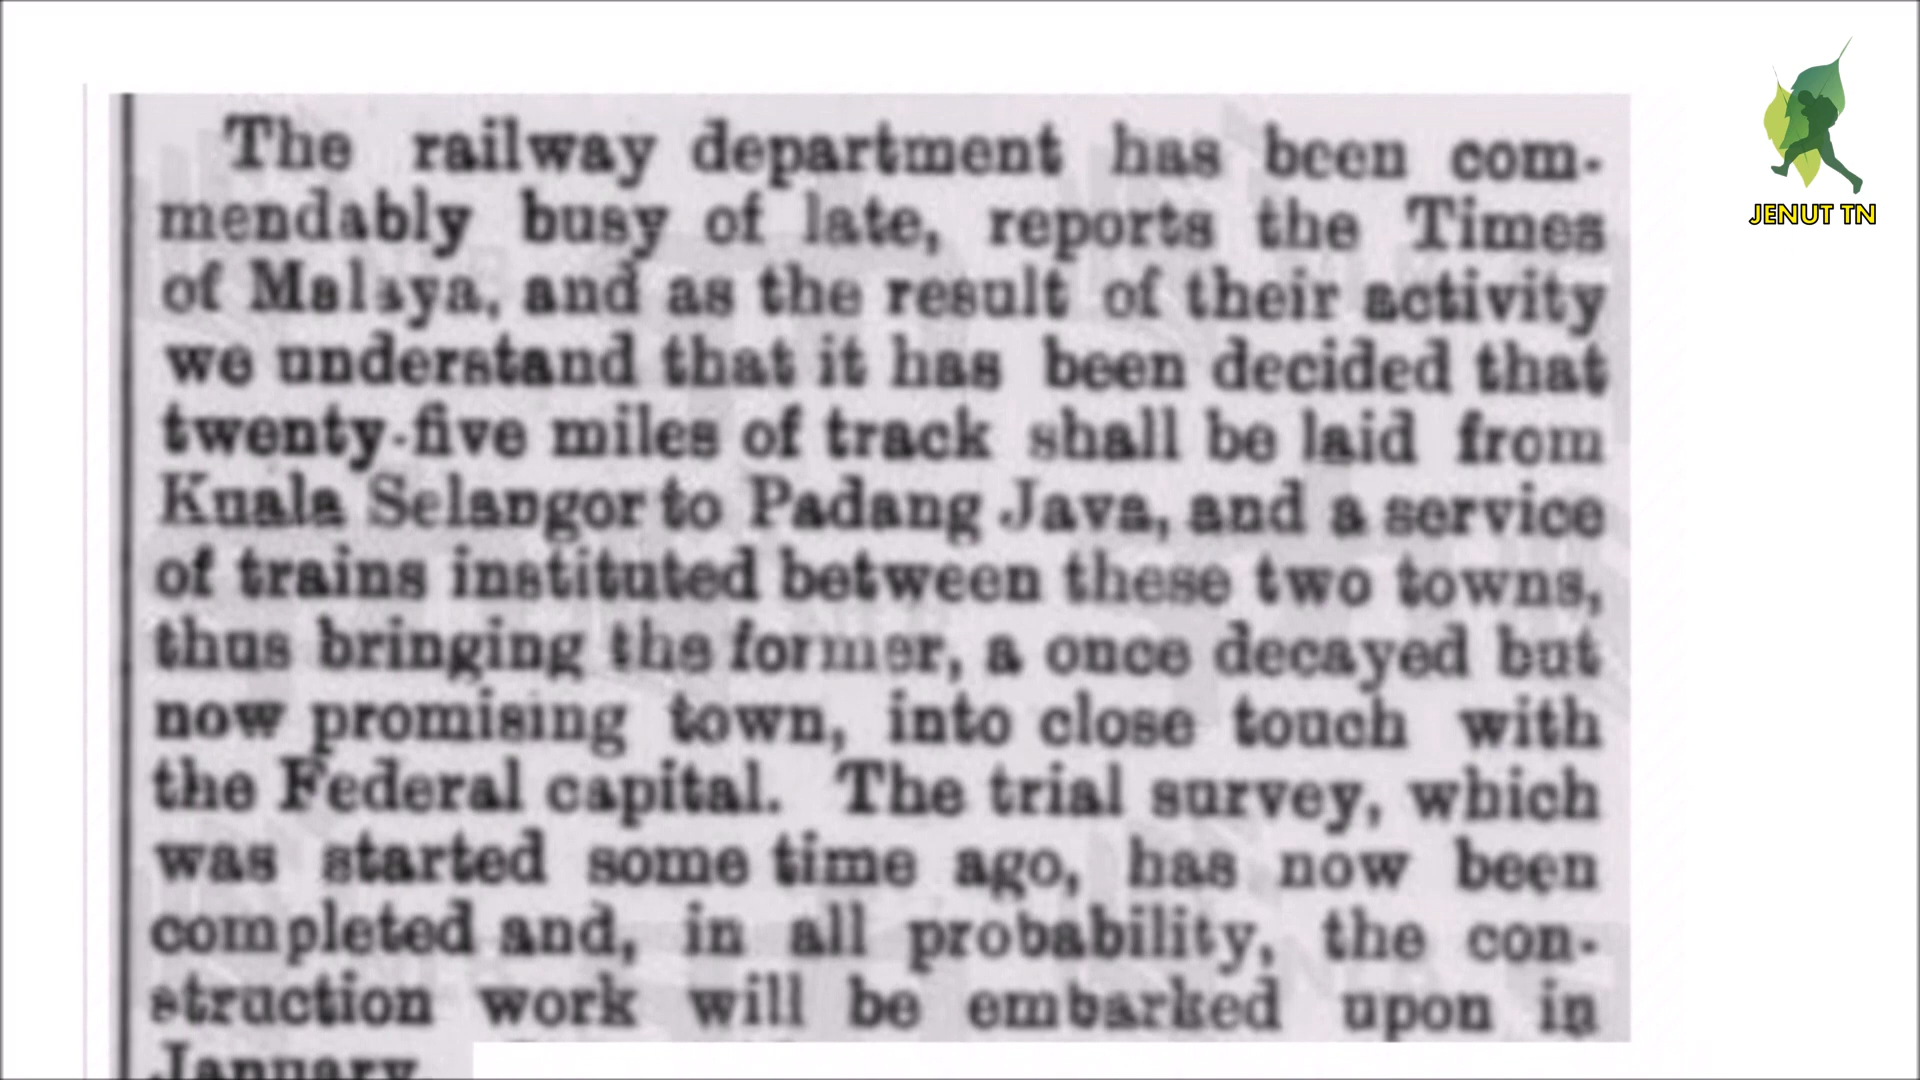 The railway department has been com-
mendably busy of late, reports the Times
of Malaya, and as the result of their activity
we understand that it has been decided that
twenty-five miles of track shall be laid from
Kuala Selangor to Padang Java, and a service
of trains instituted between these two towns,
thus bringing the former, a once decayed but
now promising town, into close touch with
the Federal capital. The trial survey, which
was started some time ago, has now been
completed and, in all probability, the con-
struction work will be embarked upon in
January.
JENUT TN